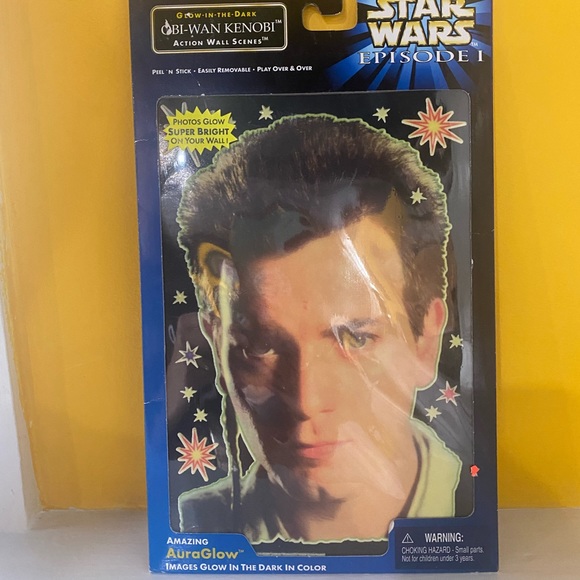 GLOW-IN-THE-DARK
OBI-WAN KENOBI™
ACTION WALL SCENES™
STAR
WARS™
EPISODE I
PEEL 'N STICK • EASILY REMOVABLE • PLAY OVER & OVER
PHOTOS GLOW
SUPER BRIGHT
ON YOUR WALL!
AMAZING
AuraGlow™
IMAGES GLOW IN THE DARK IN COLOR
⚠ WARNING:
CHOKING HAZARD - Small parts.
Not for children under 3 years.